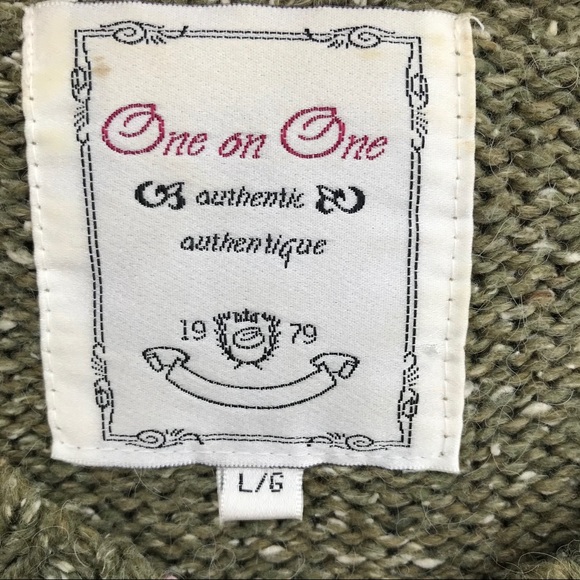 One on One
authentic
authentique
19 79
L/G